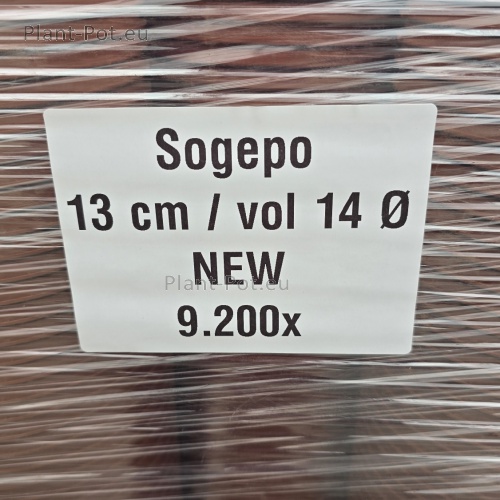 Plant-Pot.eu
Sogepo
13 cm / vol 14 Ø
NEW
Plant-Pot.eu
9.200x